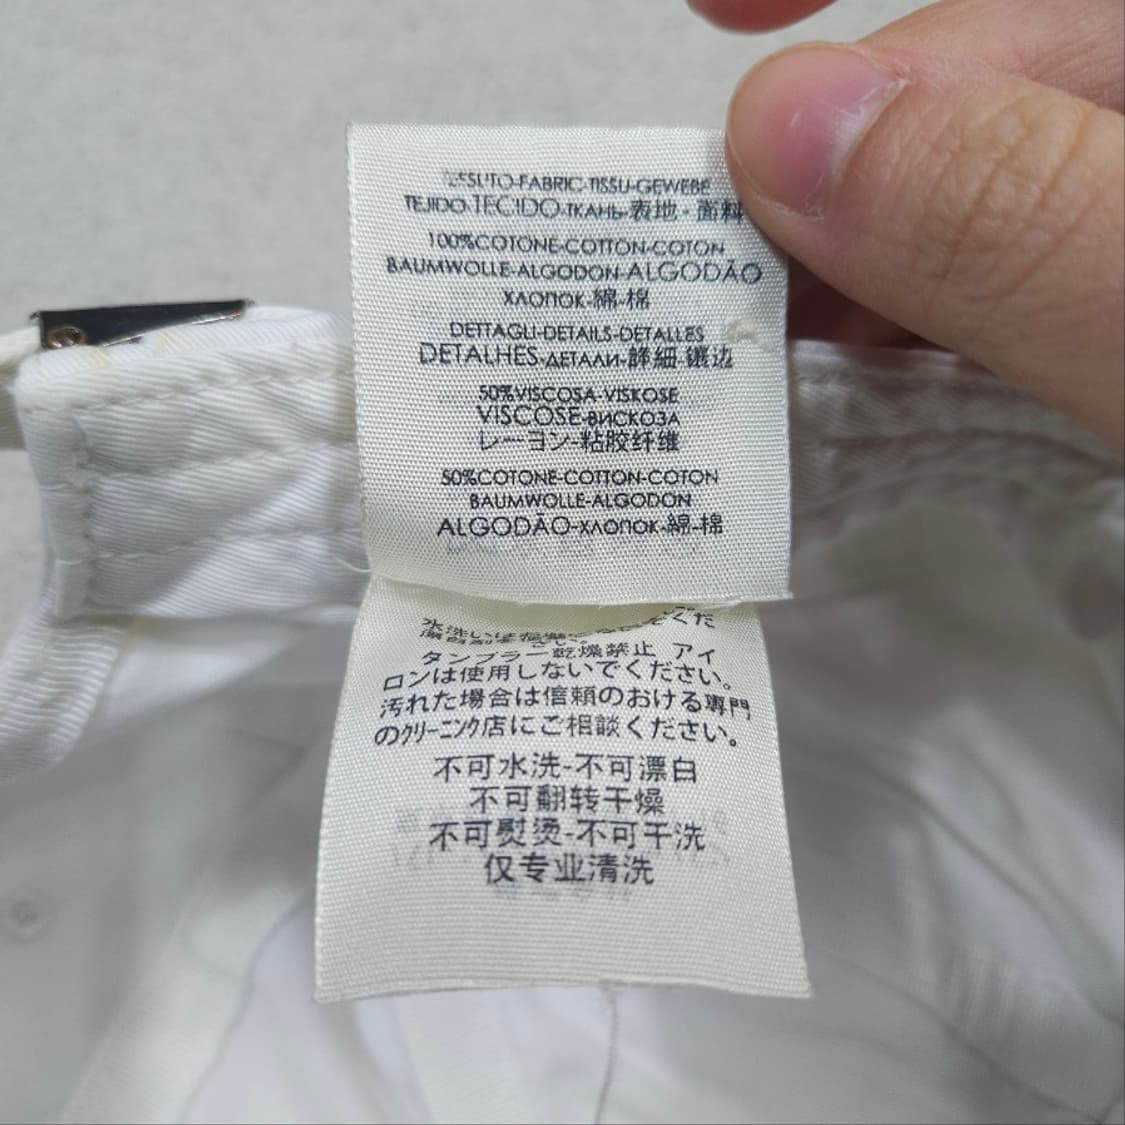 TESSUTO-FABRIC-TISSU-GEWEBE
TEJIDO-TECIDO-ТКАНЬ-表地-面料
100%COTONE-COTTON-COTON
BAUMWOLLE-ALGODON-ALGODÃO
ХЛОПОК-綿-棉
DETTAGLI-DETAILS-DETALLES
DETALHES-ДЕТАЛИ-詳細-镶边
50%VISCOSA-VISKOSE
VISCOSE-ВИСКОЗА
レーヨン-粘胶纤维
50%COTONE-COTTON-COTON
BAUMWOLLE-ALGODON
ALGODÃO-ХЛОПОК-綿-棉
水洗いは
タンブラー乾燥禁止 アイ
ロンは使用しないでください。
汚れた場合は信頼のおける専門
のクリーニング店にご相談ください。
不可水洗-不可漂白
不可翻转干燥
不可熨烫-不可干洗
仅专业清洗